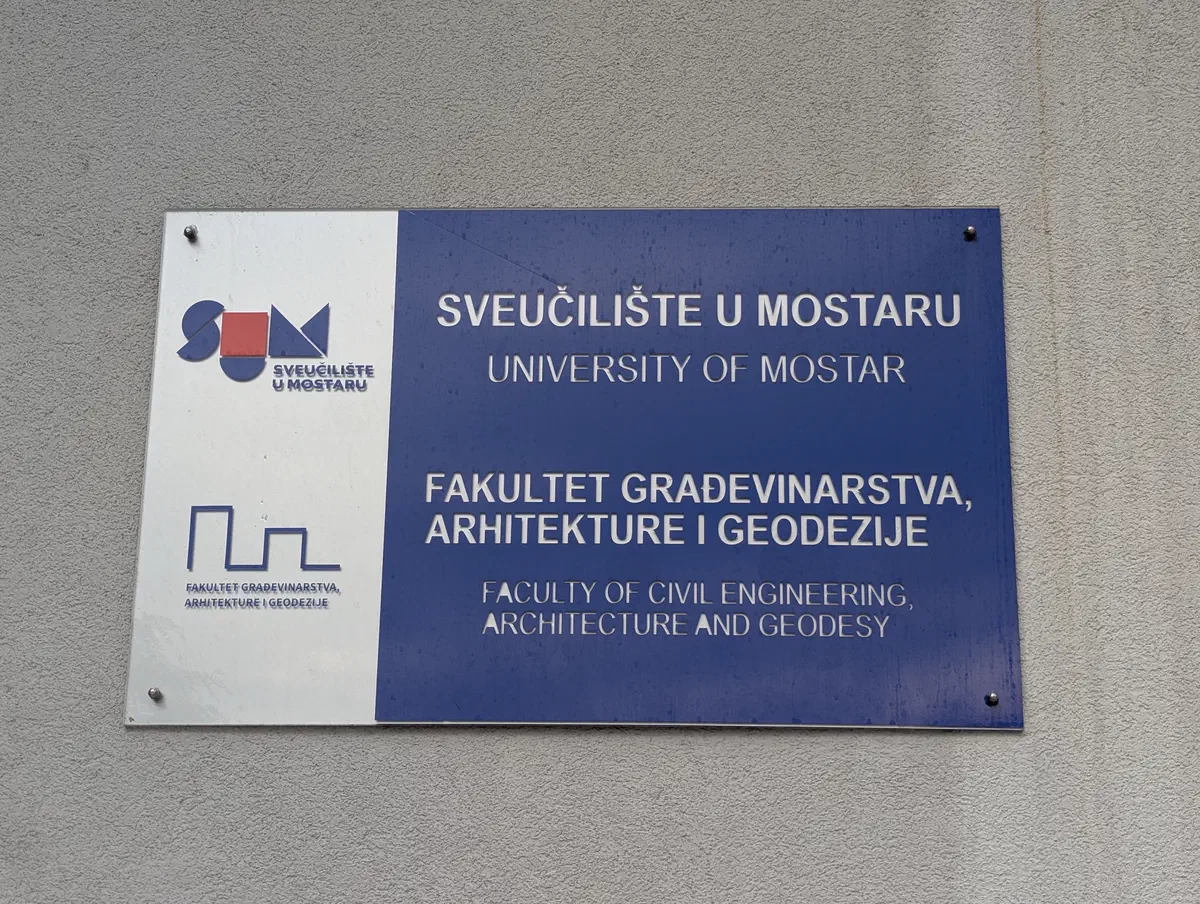 SUM
SVEUČILIŠTE
U MOSTARU
FAKULTET GRAĐEVINARSTVA,
ARHITEKTURE I GEODEZIJE
SVEUČILIŠTE U MOSTARU
UNIVERSITY OF MOSTAR
FAKULTET GRAĐEVINARSTVA,
ARHITEKTURE I GEODEZIJE
FACULTY OF CIVIL ENGINEERING,
ARCHITECTURE AND GEODESY